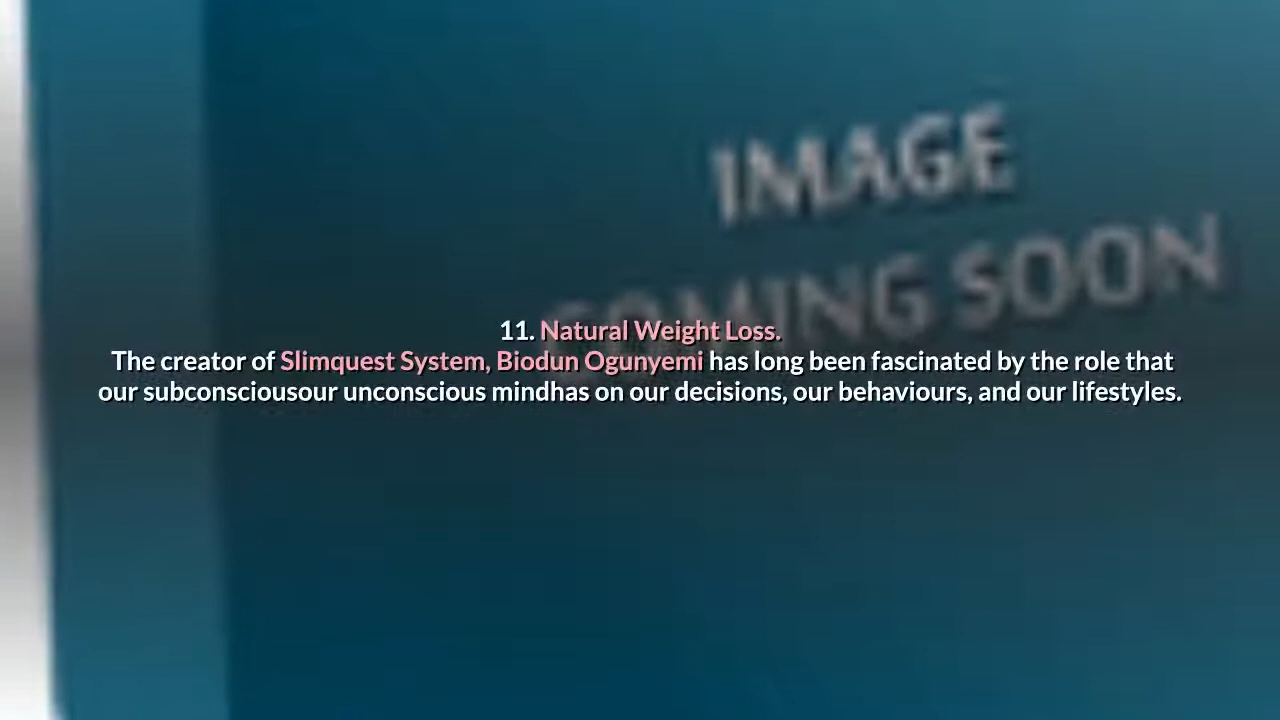 IMAGE
COMING SOON
11. Natural Weight Loss.
The creator of Slimquest System, Biodun Ogunyemi has long been fascinated by the role that
our subconsciousour unconscious mindhas on our decisions, our behaviours, and our lifestyles.